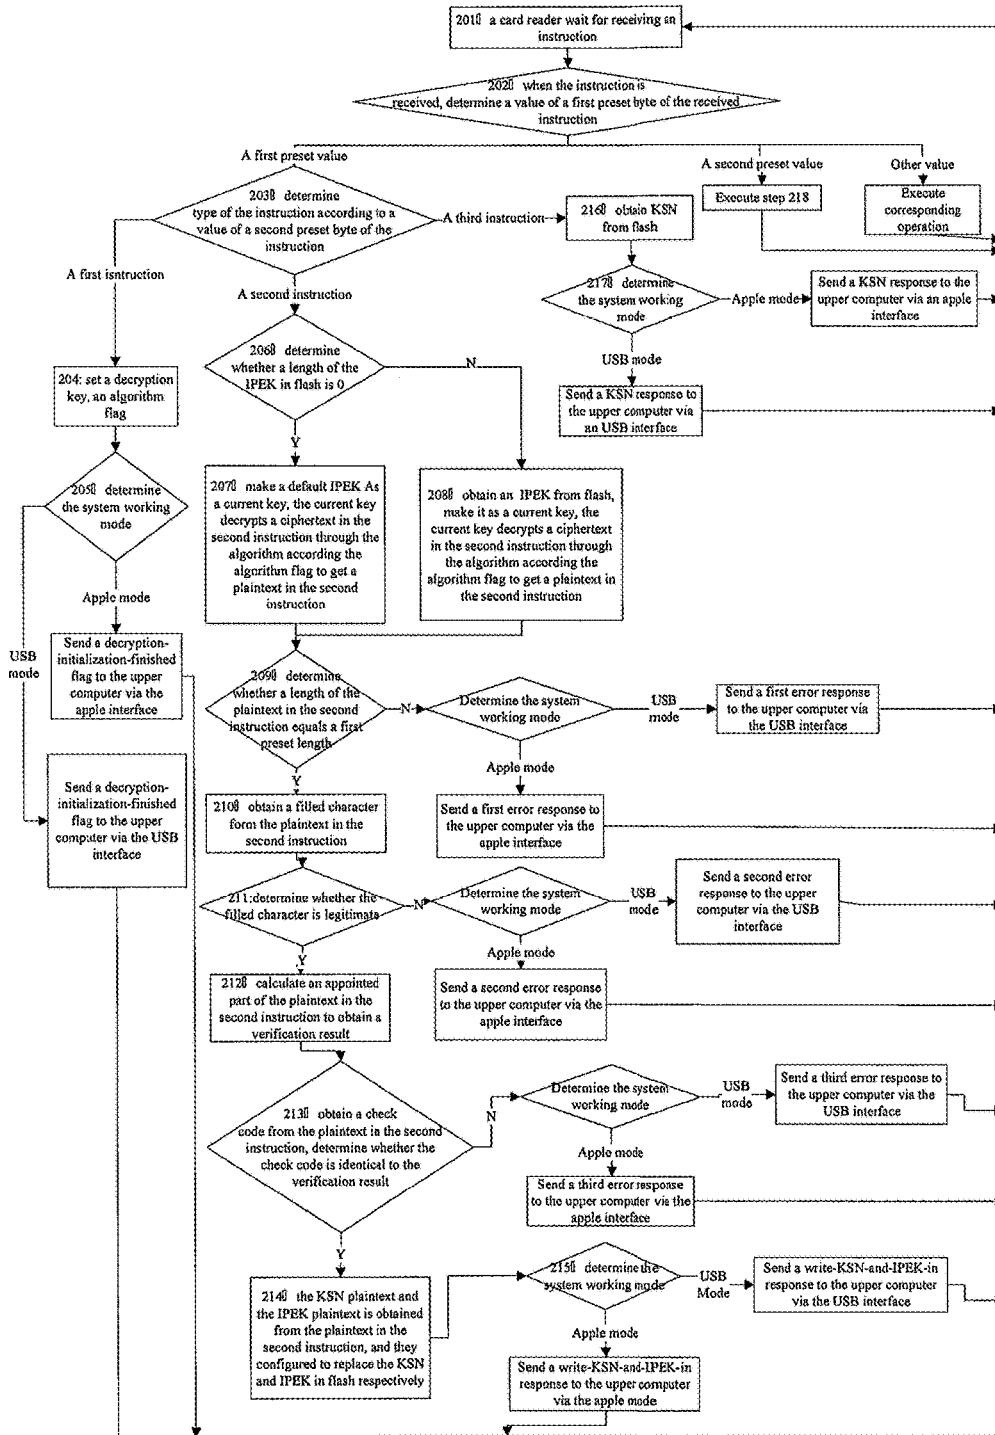 201▯ a card reader wait for receiving an
instruction
202▯ when the instruction is
received, determine a value of a first preset byte of the received
instruction
A first preset value
A second preset value
Other value
203▯ determine
type of the instruction according to a
value of a second preset byte of the
instruction
A third instruction
216▯ obtain KSN
from flash
Execute step 218
Execute
corresponding
operation
A first isntruction
A second instruction
217▯ determine
the system working
mode
Apple mode
Send a KSN response to the
upper computer via an apple
interface
USB mode
Send a KSN response to
the upper computer via
an USB interface
206▯ determine
whether a length of the
IPEK in flash is 0
N
Y
204: set a decryption
key, an algorithm
flag
205▯ determine
the system working
mode
Apple mode
USB
mode
Send a decryption-
initialization-finished
flag to the upper
computer via the
apple interface
Send a decryption-
initialization-finished
flag to the upper
computer via the USB
interface
207▯ make a default IPEK As
a current key, the current key
decrypts a ciphertext in the
second instruction through the
algorithm according the
algorithm flag to get a
plaintext in the second
instruction
208▯ obtain an IPEK from flash,
make it as a current key, the
current key decrypts a ciphertext
in the second instruction through
the algorithm according the
algorithm flag to get a plaintext
in the second instruction
209▯ determine
whether a length of the
plaintext in the second
instruction equals a first
preset length
N
Determine the system
working mode
USB
mode
Send a first error response
to the upper computer via
the USB interface
Apple mode
Send a first error response to
the upper computer via the
apple interface
Y
210▯ obtain a filled character
form the plaintext in the
second instruction
211:determine whether the
filled character is legitimate
N
Determine the system
working mode
USB
mode
Send a second error
response to the upper
computer via the USB
interface
Apple mode
Send a second error response
to the upper computer via the
apple interface
Y
212▯ calculate an appointed
part of the plaintext in the
second instruction to obtain a
verification result
213▯ obtain a check
code from the plaintext in the second
instruction, determine whether the
check code is identical to the
verification result
N
Determine the system
working mode
USB
mode
Send a third error response to
the upper computer via the
USB interface
Apple mode
Send a third error response
to the upper computer via the
apple interface
Y
214▯ the KSN plaintext and
the IPEK plaintext is obtained
from the plaintext in the
second instruction, and they
configured to replace the KSN
and IPEK in flash respectively
215▯ determine the
system working mode
USB
Mode
Send a write-KSN-and-IPEK-in
response to the upper computer
via the USB interface
Apple mode
Send a write-KSN-and-IPEK-in
response to the upper computer
via the apple mode